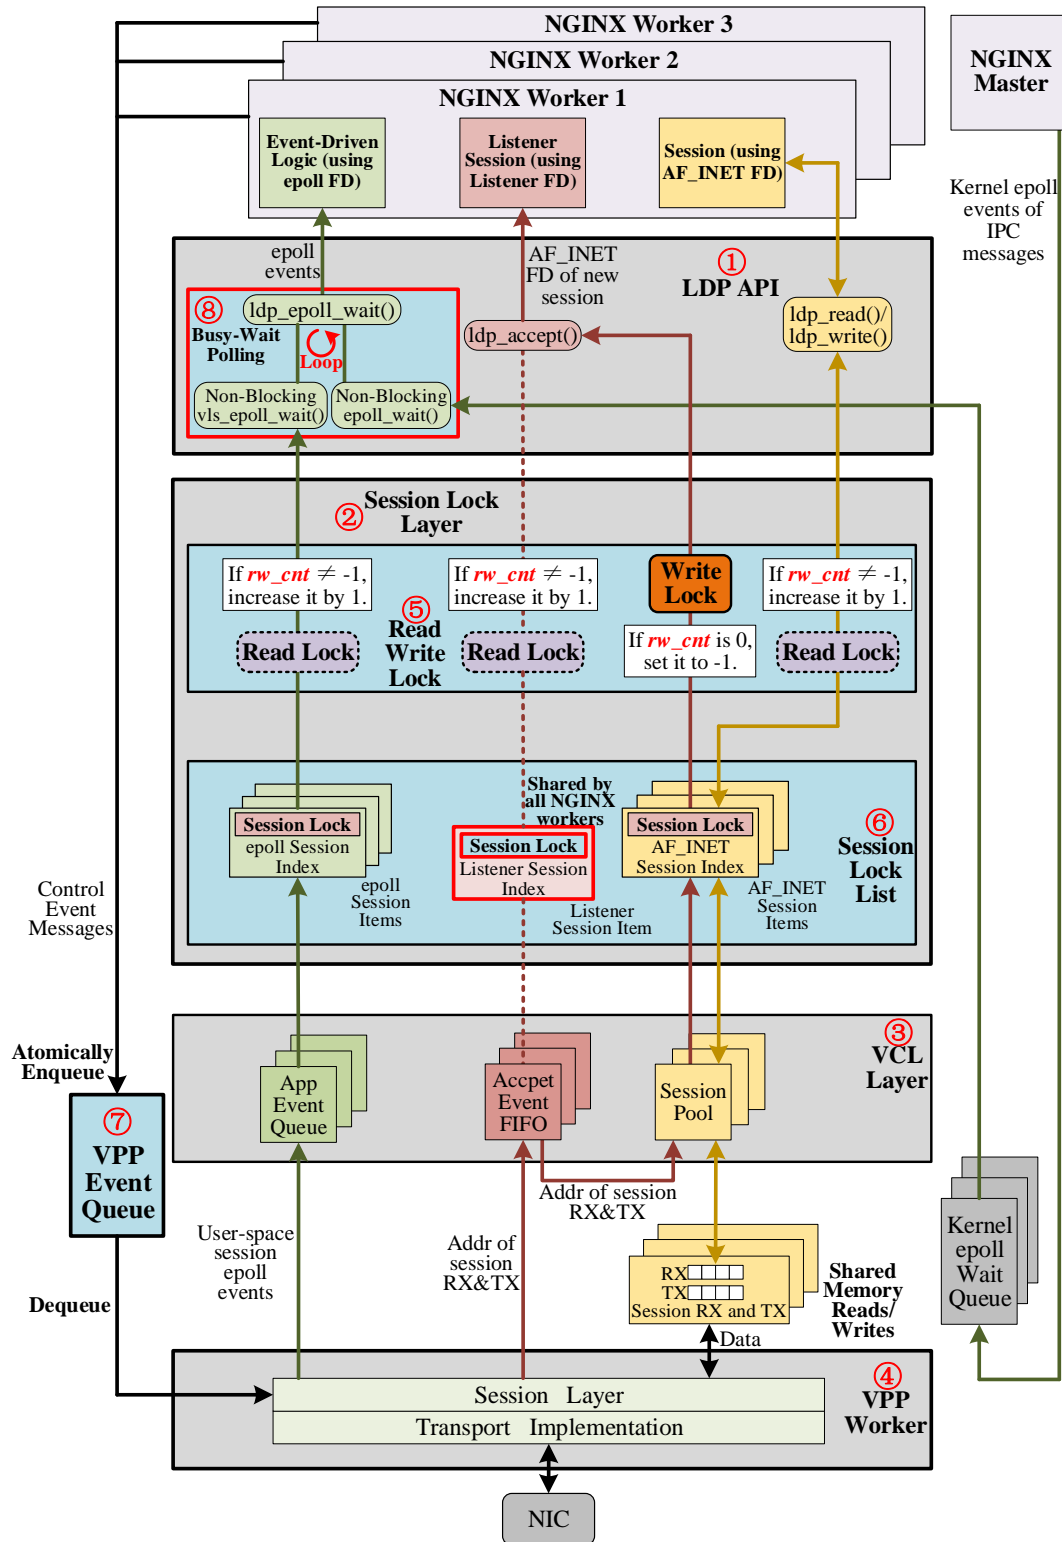 NGINX Worker 3
NGINX Worker 2
NGINX Worker 1
NGINX
Master
Event-Driven
Logic (using
epoll FD)
Listener
Session (using
Listener FD)
Session (using
AF_INET FD)
Kernel epoll
events of
IPC
messages
epoll
events
AF_INET
FD of new
session
①
LDP API
⑧
Busy-Wait
Polling
ldp_epoll_wait()
Loop
Non-Blocking
vls_epoll_wait()
Non-Blocking
epoll_wait()
ldp_accept()
ldp_read()/
ldp_write()
②
Session Lock
Layer
If rw_cnt ≠ -1,
increase it by 1.
Read Lock
⑤
Read
Write
Lock
If rw_cnt ≠ -1,
increase it by 1.
Read Lock
Write
Lock
If rw_cnt is 0,
set it to -1.
If rw_cnt ≠ -1,
increase it by 1.
Read Lock
Session Lock
epoll Session
Index
epoll
Session
Items
Shared by
all NGINX
workers
Session Lock
Listener Session
Index
Listener
Session Item
Session Lock
AF_INET
Session Index
AF_INET
Session
Items
⑥
Session
Lock
List
Control
Event
Messages
Atomically
Enqueue
⑦
VPP
Event
Queue
Dequeue
③
VCL
Layer
App
Event
Queue
Accpet
Event
FIFO
Session
Pool
Addr of session
RX&TX
User-space
session
epoll
events
Addr of
session
RX&TX
RX
TX
Session RX and TX
Shared
Memory
Reads/
Writes
Kernel
epoll
Wait
Queue
Data
④
VPP
Worker
Session Layer
Transport Implementation
NIC